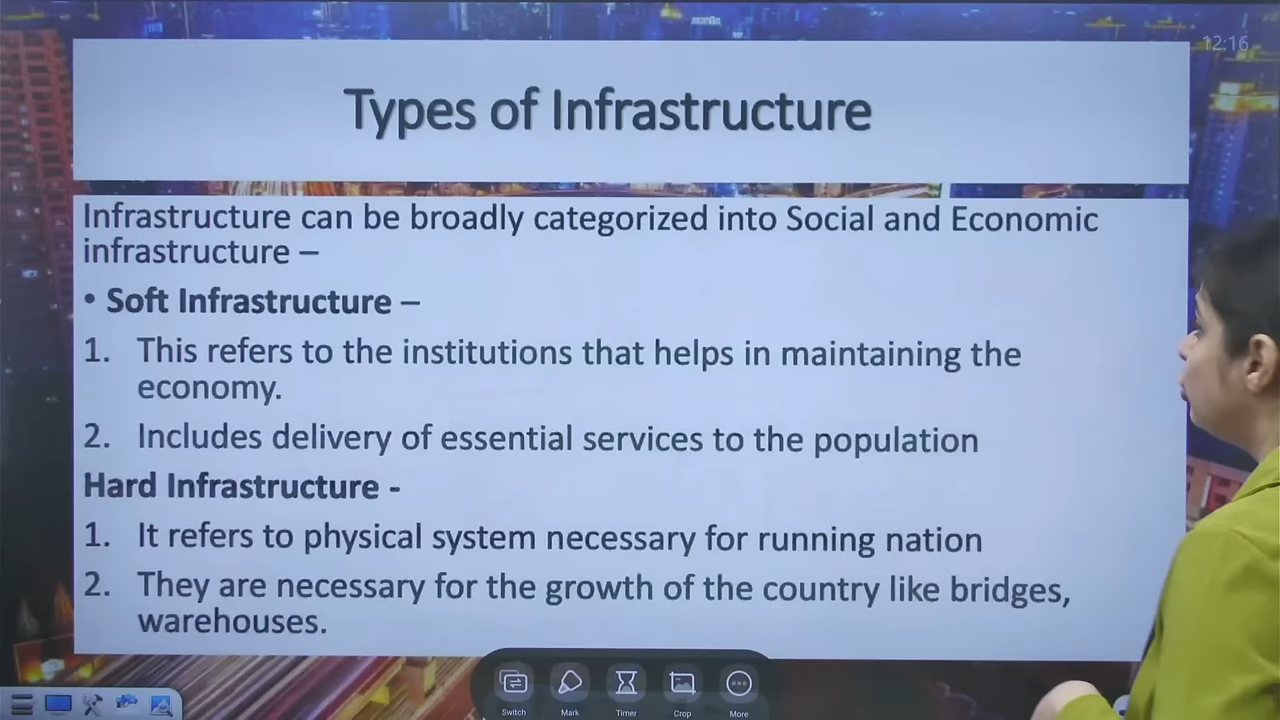 12:16
Types of Infrastructure
Infrastructure can be broadly categorized into Social and Economic
infrastructure –
• Soft Infrastructure –
1. This refers to the institutions that helps in maintaining the
economy.
2. Includes delivery of essential services to the population
Hard Infrastructure -
1. It refers to physical system necessary for running nation
2. They are necessary for the growth of the country like bridges,
warehouses.
Switch Mark Timer Crop More